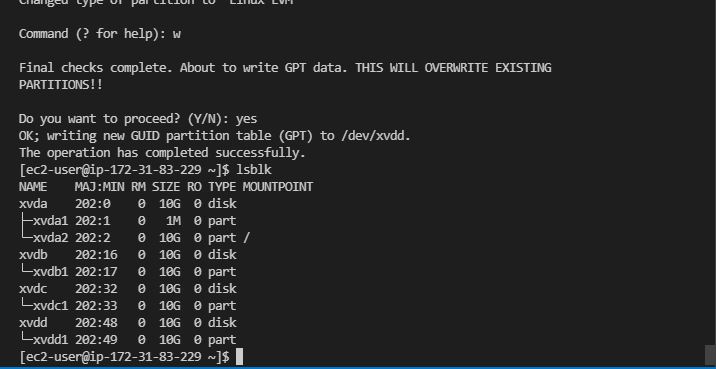 Changed type of partition to 'Linux LVM'
Command (? for help): w
Final checks complete. About to write GPT data. THIS WILL OVERWRITE EXISTING
PARTITIONS!!
Do you want to proceed? (Y/N): yes
OK; writing new GUID partition table (GPT) to /dev/xvdd.
The operation has completed successfully.
[ec2-user@ip-172-31-83-229 ~]$ lsblk
NAME    MAJ:MIN RM SIZE RO TYPE MOUNTPOINT
xvda    202:0    0  10G  0 disk
├─xvda1 202:1    0   1M  0 part
└─xvda2 202:2    0  10G  0 part /
xvdb    202:16   0  10G  0 disk
└─xvdb1 202:17   0  10G  0 part
xvdc    202:32   0  10G  0 disk
└─xvdc1 202:33   0  10G  0 part
xvdd    202:48   0  10G  0 disk
└─xvdd1 202:49   0  10G  0 part
[ec2-user@ip-172-31-83-229 ~]$